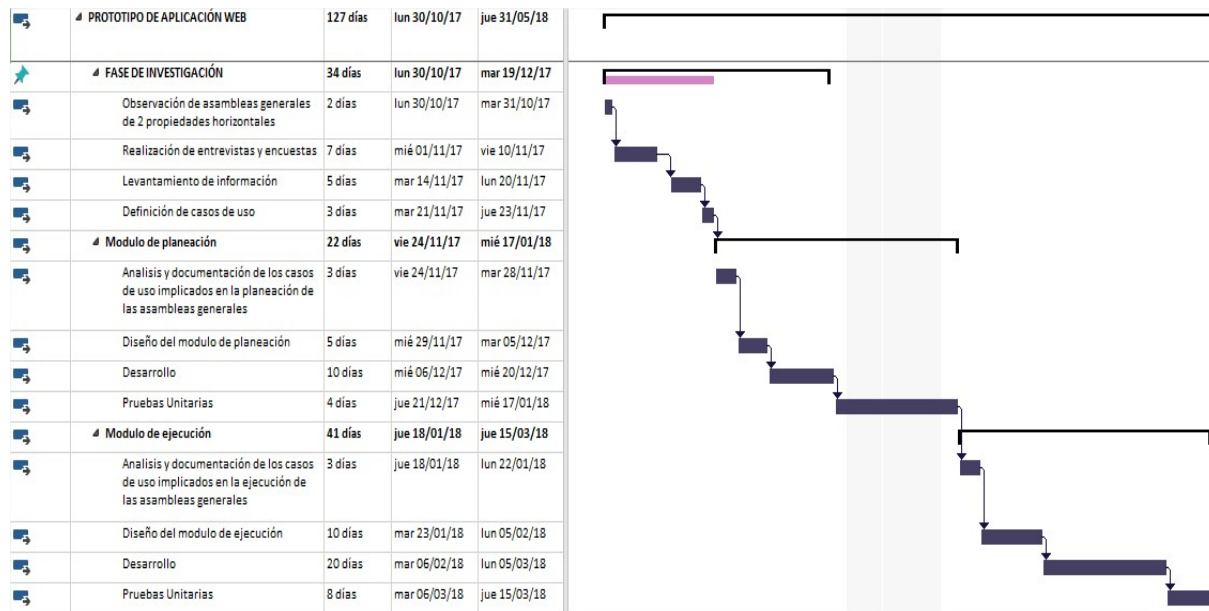 PROTOTIPO DE APLICACIÓN WEB 127 días lun 30/10/17 jue 31/05/18
FASE DE INVESTIGACIÓN 34 días lun 30/10/17 mar 19/12/17
Observación de asambleas generales 2 días lun 30/10/17 mar 31/10/17
de 2 propiedades horizontales
Realización de entrevistas y encuestas 7 días mié 01/11/17 vie 10/11/17
Levantamiento de información 5 días mar 14/11/17 lun 20/11/17
Definición de casos de uso 3 días mar 21/11/17 jue 23/11/17
Modulo de planeación 22 días vie 24/11/17 mié 17/01/18
Analisis y documentación de los casos 3 días vie 24/11/17 mar 28/11/17
de uso implicados en la planeación de
las asambleas generales
Diseño del modulo de planeación 5 días mié 29/11/17 mar 05/12/17
Desarrollo 10 días mié 06/12/17 mié 20/12/17
Pruebas Unitarias 4 días jue 21/12/17 mié 17/01/18
Modulo de ejecución 41 días jue 18/01/18 jue 15/03/18
Analisis y documentación de los casos 3 días jue 18/01/18 lun 22/01/18
de uso implicados en la ejecución de
las asambleas generales
Diseño del modulo de ejecución 10 días mar 23/01/18 lun 05/02/18
Desarrollo 20 días mar 06/02/18 lun 05/03/18
Pruebas Unitarias 8 días mar 06/03/18 jue 15/03/18